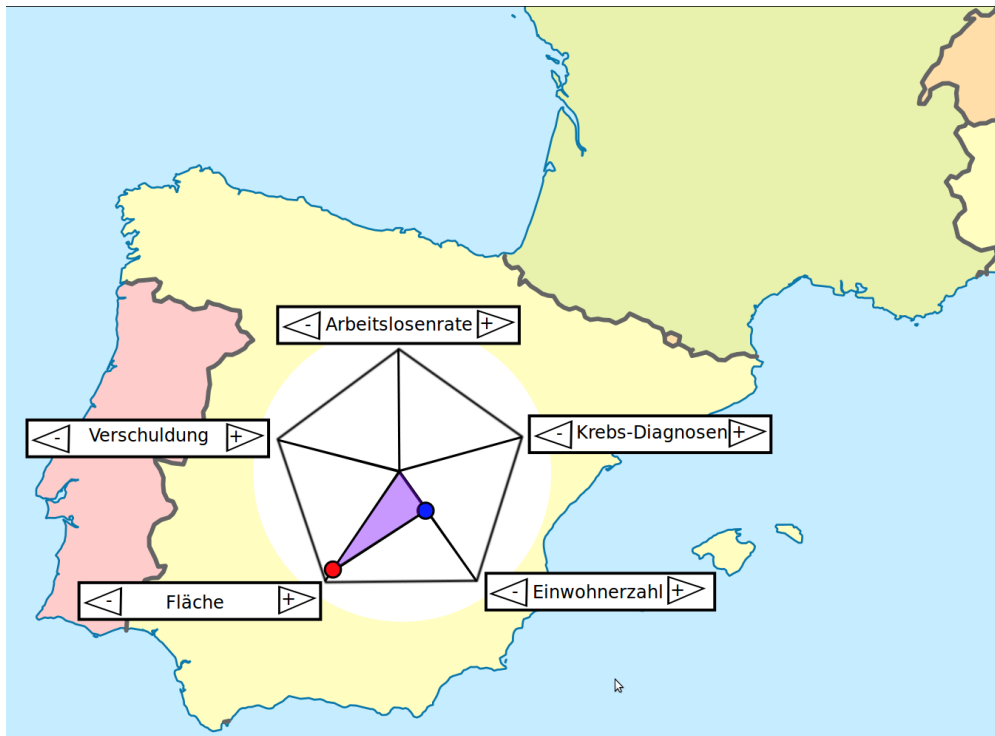 - Arbeitslosenrate +
- Krebs-Diagnosen +
- Verschuldung +
- Einwohnerzahl +
- Fläche +